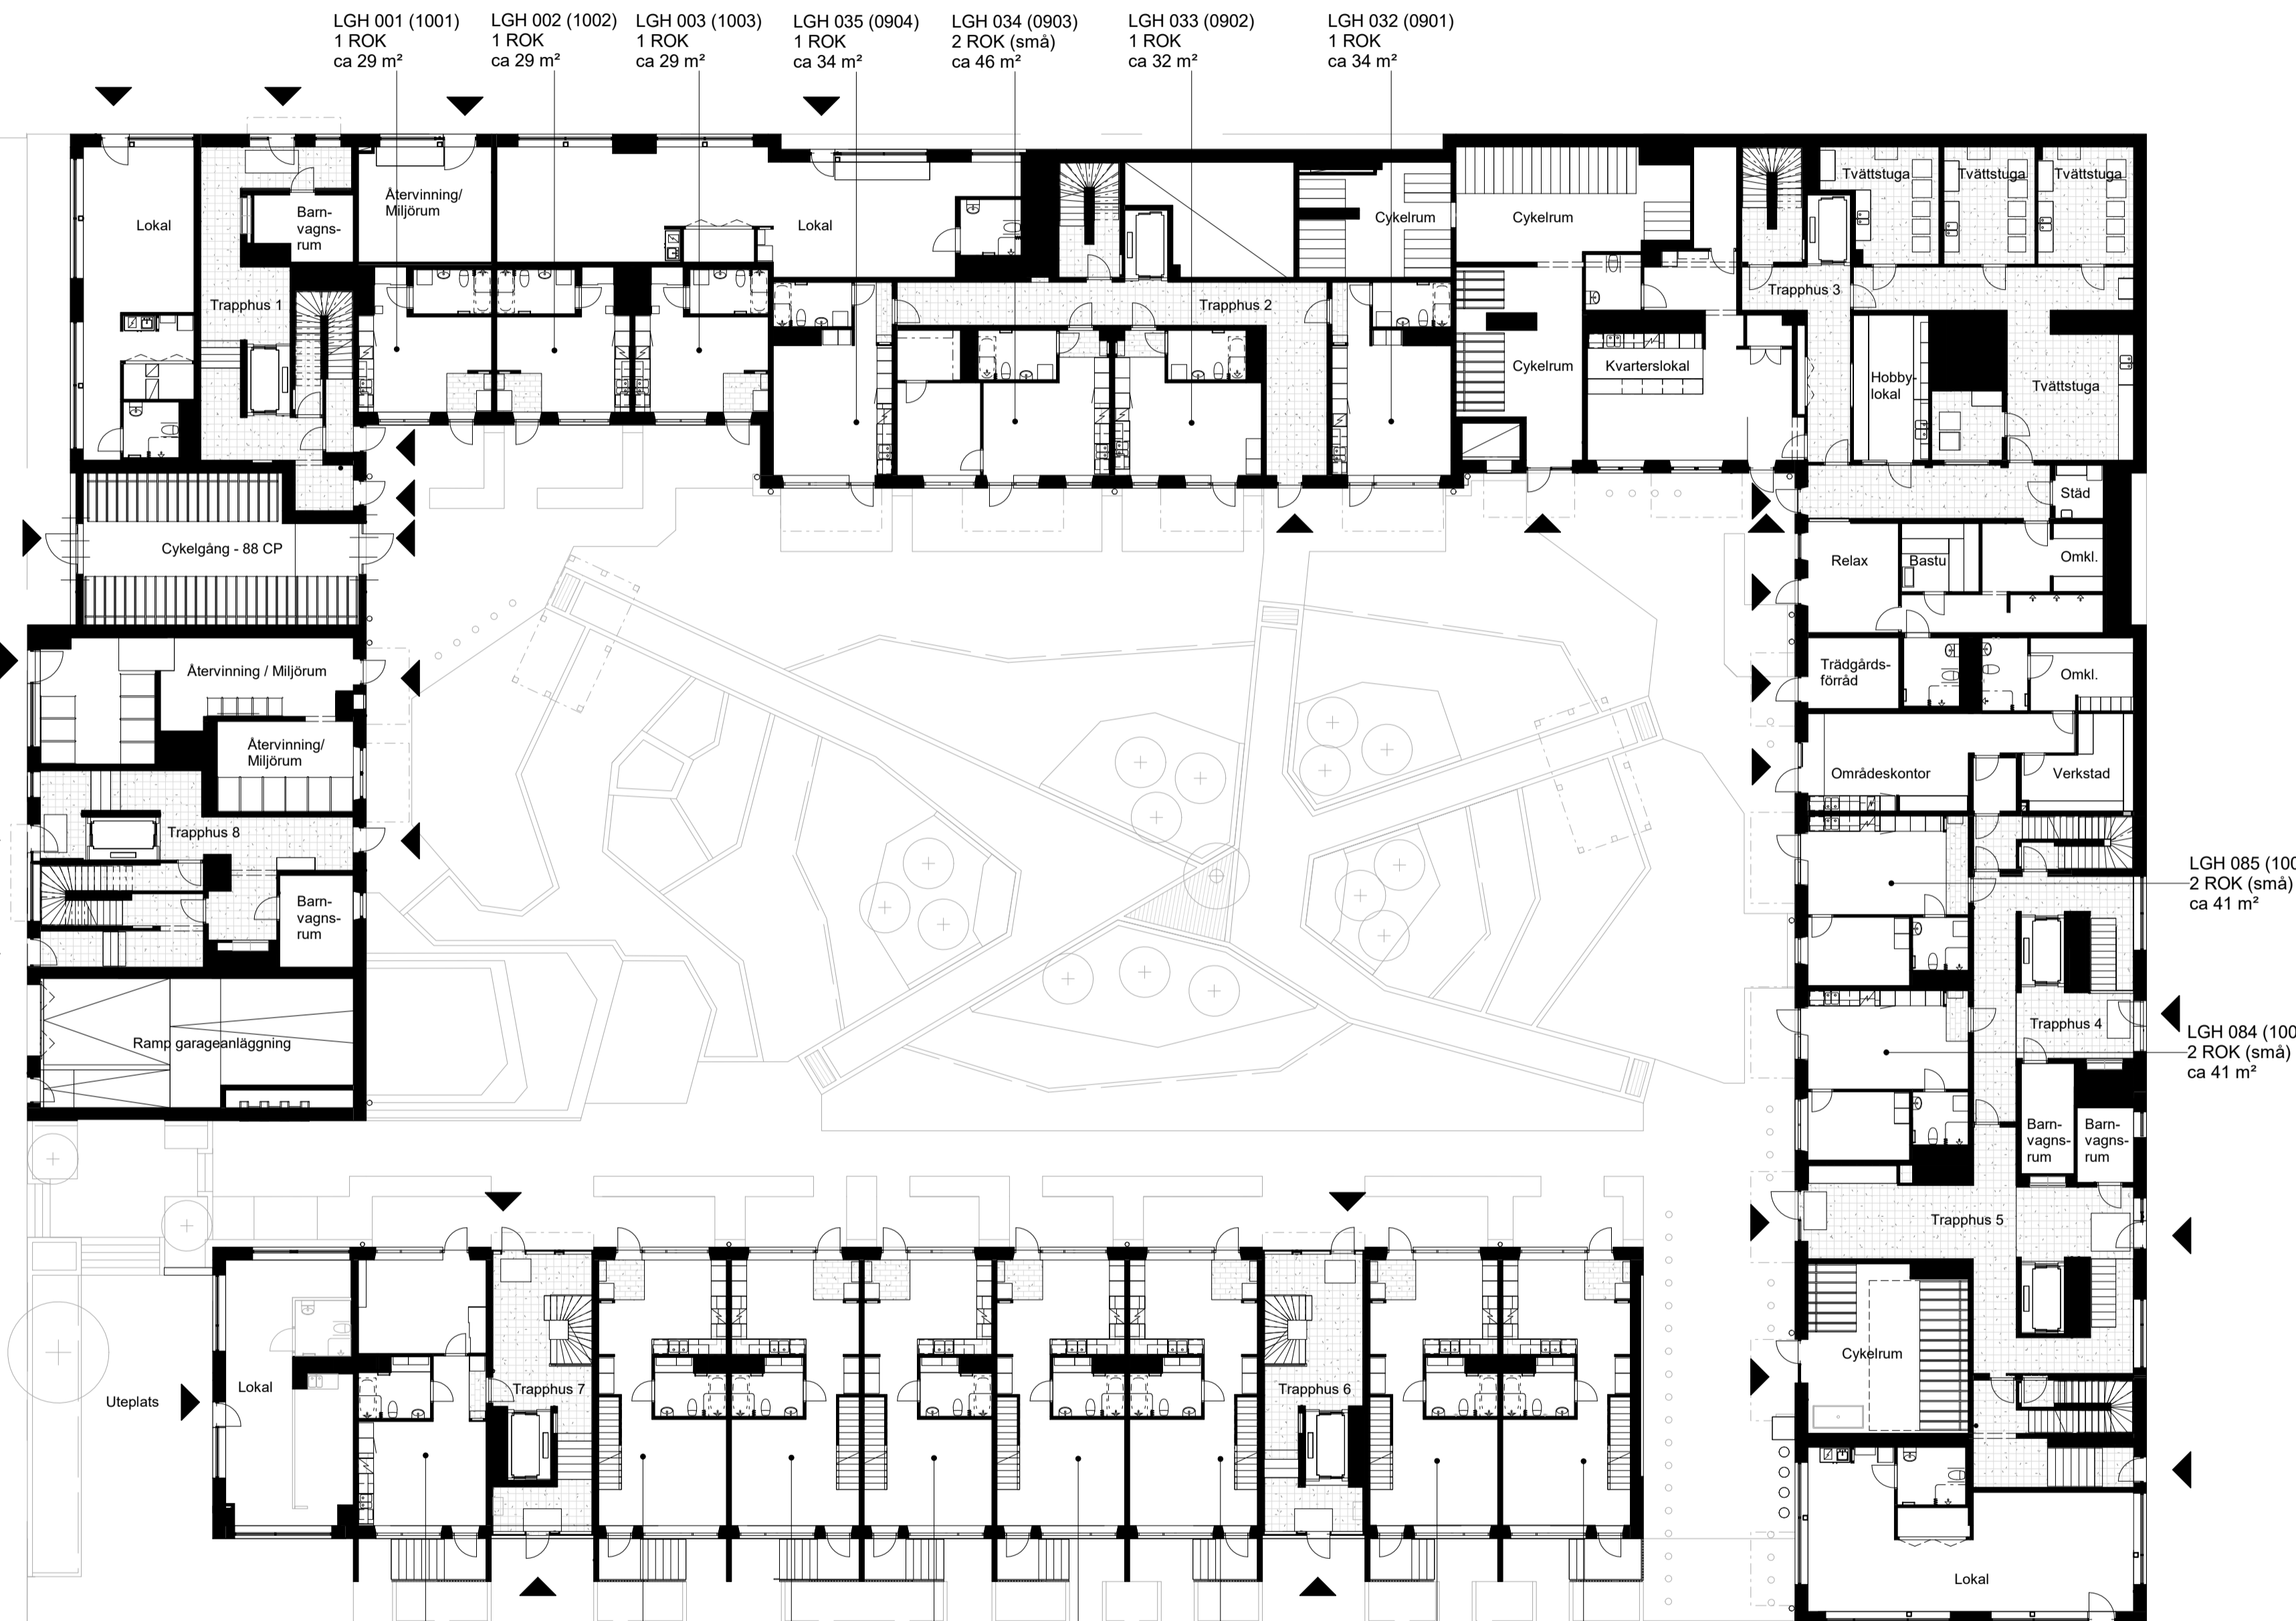 LGH 001 (1001)
1 ROK
ca 29 m²
LGH 002 (1002)
1 ROK
ca 29 m²
LGH 003 (1003)
1 ROK
ca 29 m²
LGH 035 (0904)
1 ROK
ca 34 m²
LGH 034 (0903)
2 ROK (små)
ca 46 m²
LGH 033 (0902)
1 ROK
ca 32 m²
LGH 032 (0901)
1 ROK
ca 34 m²
Lokal
Barn-
vagns-
rum
Återvinning/
Miljörum
Lokal
Cykelrum
Cykelrum
Tvättstuga
Tvättstuga
Tvättstuga
Trapphus 1
Trapphus 2
Trapphus 3
Cykelrum
Kvarterslokal
Hobby-
lokal
Tvättstuga
Städ
Cykelgång - 88 CP
Relax
Bastu
Omkl.
Återvinning / Miljörum
Trädgårds-
förråd
Omkl.
Återvinning/
Miljörum
Områdeskontor
Verkstad
Trapphus 8
LGH 085 (100
2 ROK (små)
ca 41 m²
Barn-
vagns-
rum
Trapphus 4
LGH 084 (100
2 ROK (små)
ca 41 m²
Ramp garageanläggning
Barn-
vagns-
rum
Barn-
vagns-
rum
Trapphus 5
Cykelrum
Uteplats
Lokal
Trapphus 7
Trapphus 6
Lokal